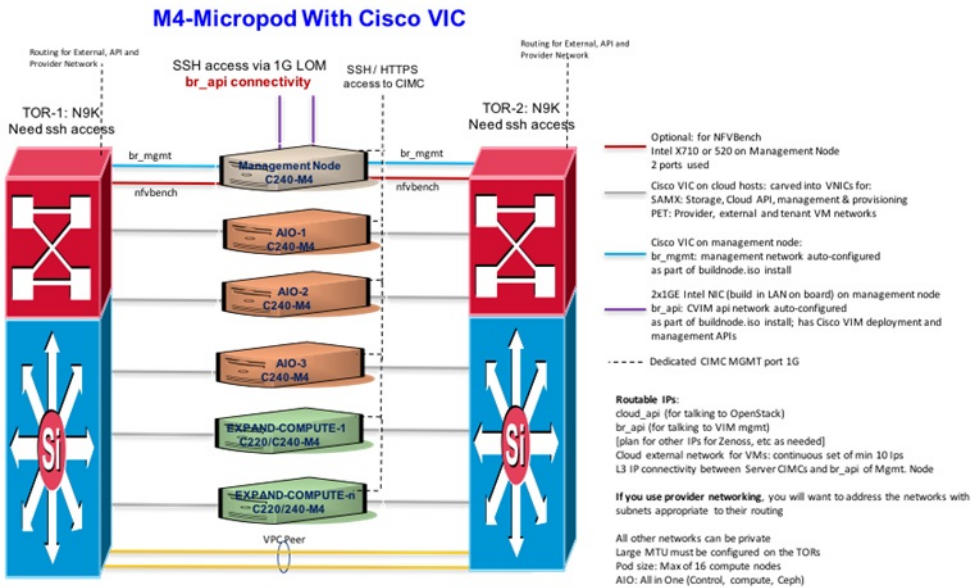 M4-Micropod With Cisco VIC
Routing for External, API and
Provider Network
SSH access via 1G LOM
br_api connectivity
SSH / HTTPS
access to CIMC
Routing for External, API and
Provider Network
TOR-1: N9K
Need ssh access
TOR-2: N9K
Need ssh access
br_mgmt
Management Node
C240-M4
br_mgmt
nfvbench
nfvbench
AIO-1
C240-M4
AIO-2
C240-M4
AIO-3
C240-M4
EXPAND-COMPUTE-1
C220/C240-M4
EXPAND-COMPUTE-n
C220/240-M4
Si
Si
VPC Peer
Optional: for NFVBench
Intel X710 or 520 on Management Node
2 ports used
Cisco VIC on cloud hosts: carved into VNICs for:
SAMX: Storage, Cloud API, management & provisioning
PET: Provider, external and tenant VM networks
Cisco VIC on management node:
br_mgmt: management network auto-configured
as part of buildnode.iso install
2x1GE Intel NIC (build in LAN on board) on management node
br_api: CVIM api network auto-configured
as part of buildnode.iso install; has Cisco VIM deployment and
management APIs
Dedicated CIMC MGMT port 1G
Routable IPs:
cloud_api (for talking to OpenStack)
br_api (for talking to VIM mgmt)
[plan for other IPs for Zenoss, etc as needed]
Cloud external network for VMs: continuous set of min 10 Ips
L3 IP connectivity between Server CIMCs and br_api of Mgmt. Node
If you use provider networking, you will want to address the networks with
subnets appropriate to their routing
All other networks can be private
Large MTU must be configured on the TORs
Pod size: Max of 16 compute nodes
AIO: All in One (Control, compute, Ceph)